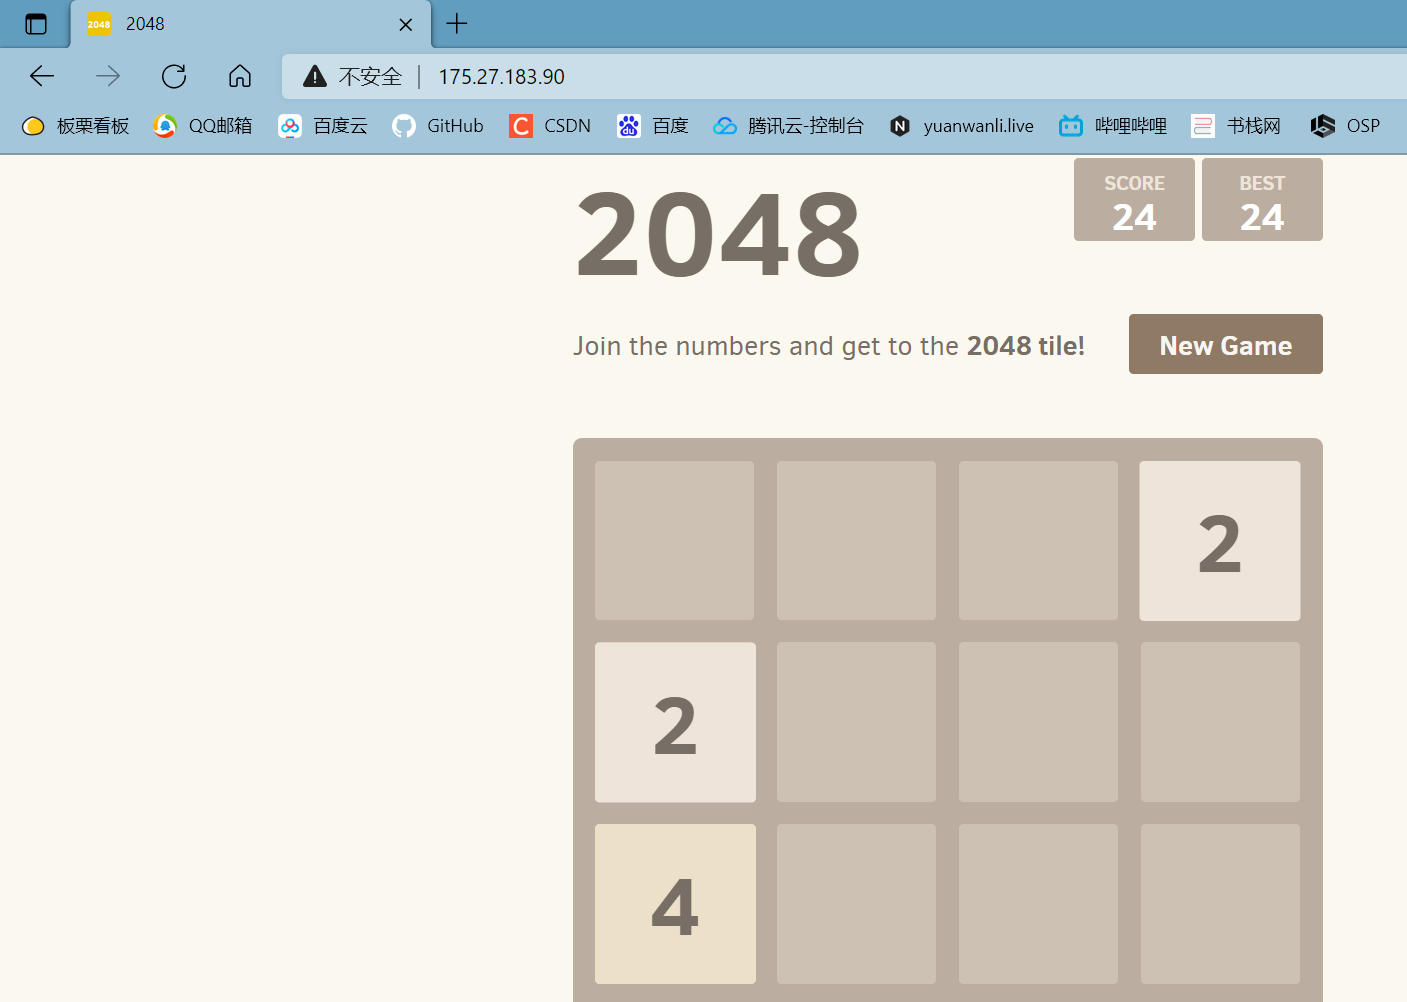 2048 2048
不安全 175.27.183.90
板栗看板 QQ邮箱 百度云 GitHub C CSDN du 百度 腾讯云-控制台 N yuanwanli.live 哔哩哔哩 书栈网 OSP
2048
SCORE
24
BEST
24
Join the numbers and get to the 2048 tile!
New Game
2
2
4